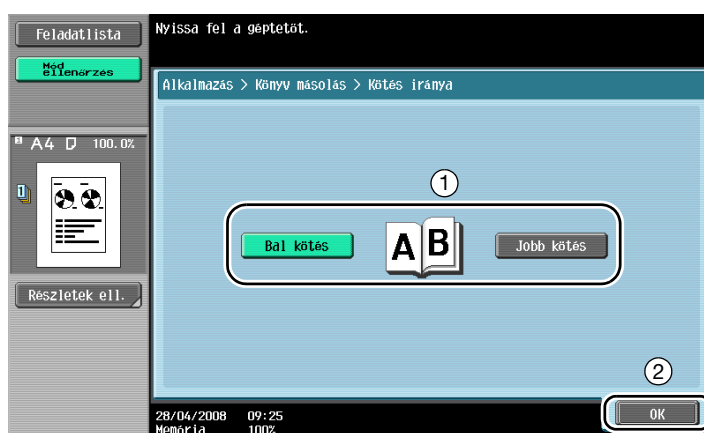 Feladatlista
Nyissa fel a géptetőt.
Mód
ellenőrzés
Alkalmazás > Könyv másolás > Kötés iránya
A4 100.0%
1
Bal kötés
A B
Jobb kötés
Részletek ell.
2
OK
28/04/2008 09:25
Memória 100%